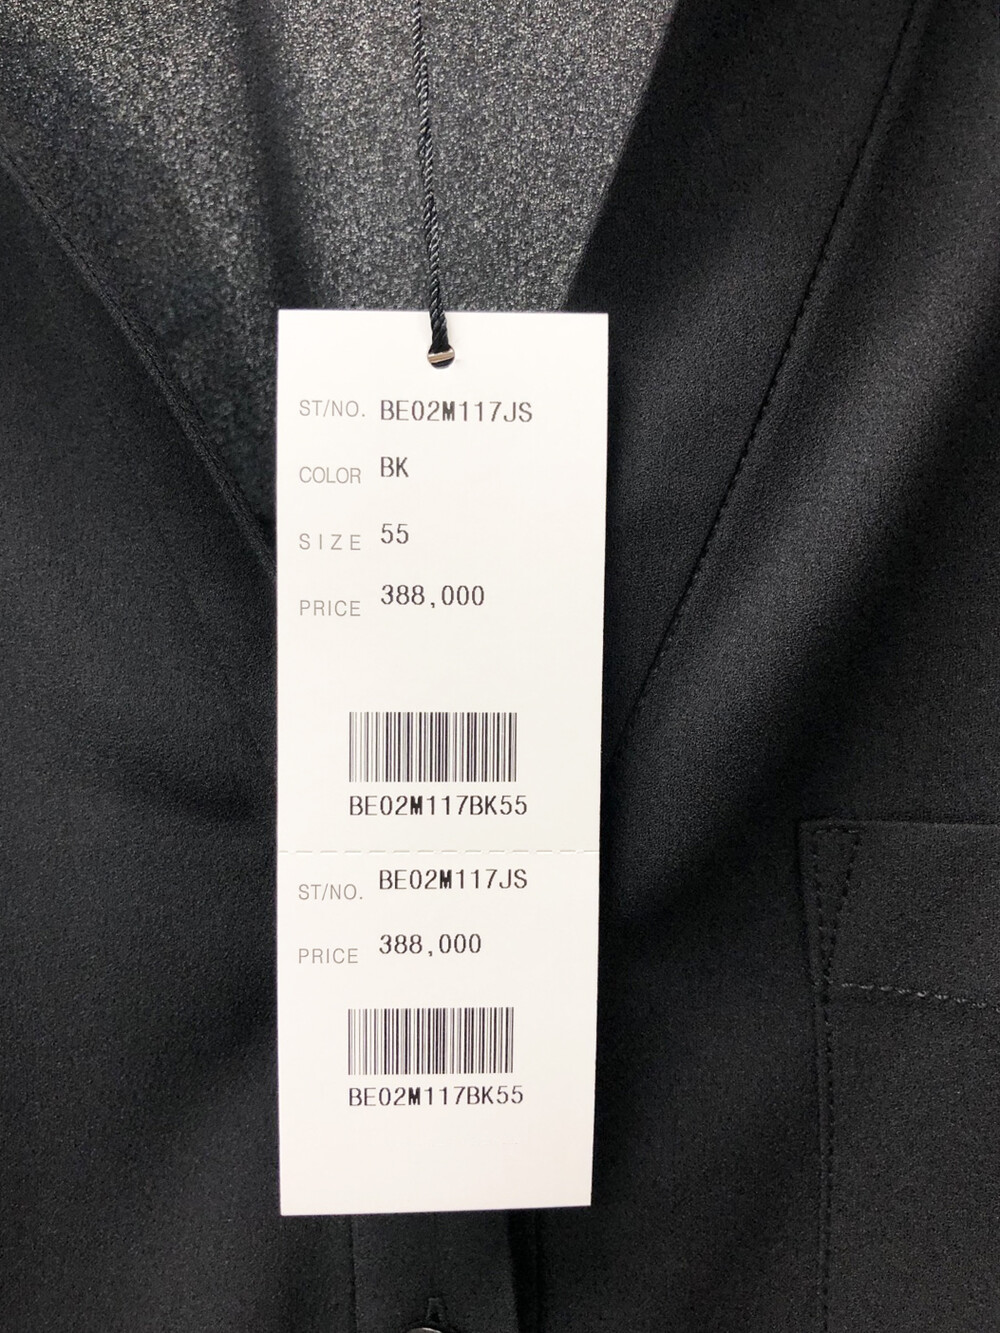 ST/NO. BE02M117JS
COLOR BK
SIZE 55
PRICE 388,000
BE02M117BK55
ST/NO. BE02M117JS
PRICE 388,000
BE02M117BK55